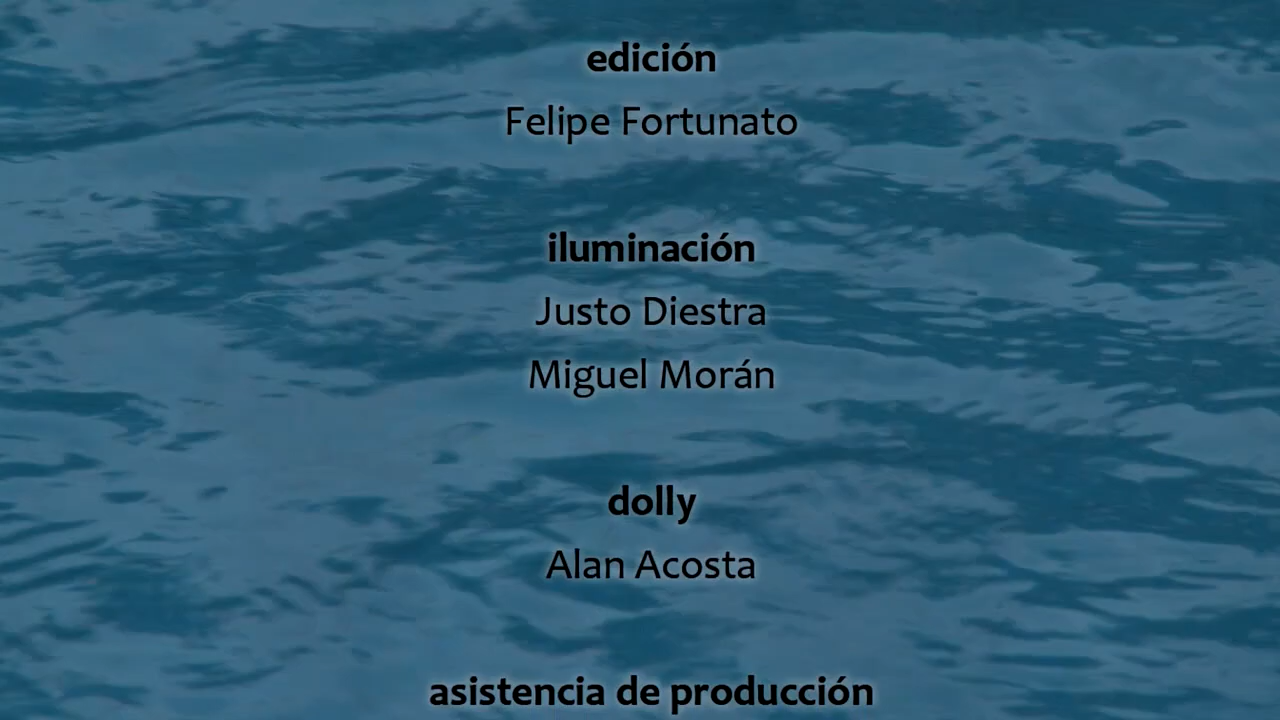 edición
Felipe Fortunato
iluminación
Justo Diestra
Miguel Morán
dolly
Alan Acosta
asistencia de producción